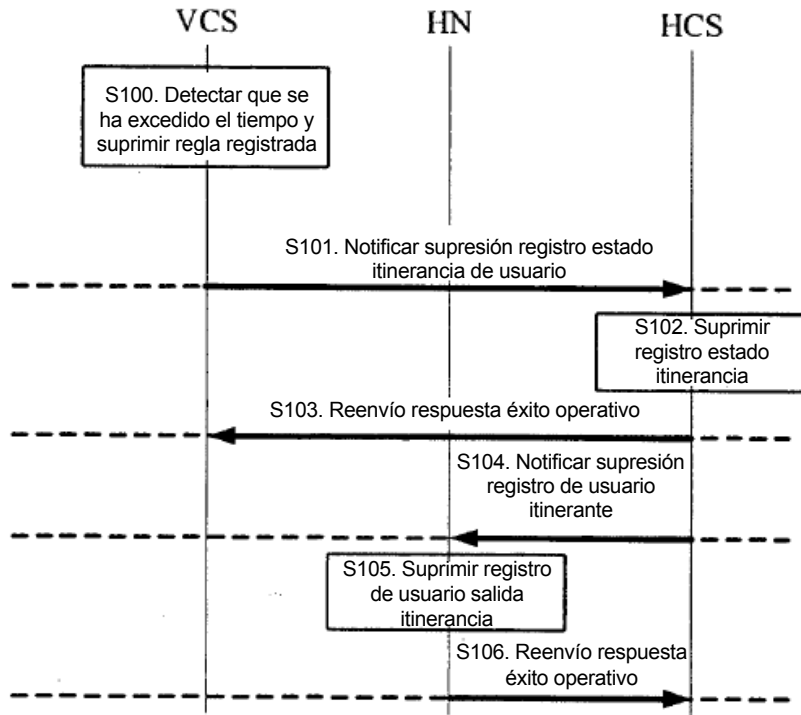 VCS HN HCS
S100. Detectar que se
ha excedido el tiempo y
suprimir regla registrada
S101. Notificar supresión registro estado
itinerancia de usuario
S102. Suprimir
registro estado
itinerancia
S103. Reenvío respuesta éxito operativo
S104. Notificar supresión
registro de usuario
itinerante
S105. Suprimir registro
de usuario salida
itinerancia
S106. Reenvío respuesta
éxito operativo